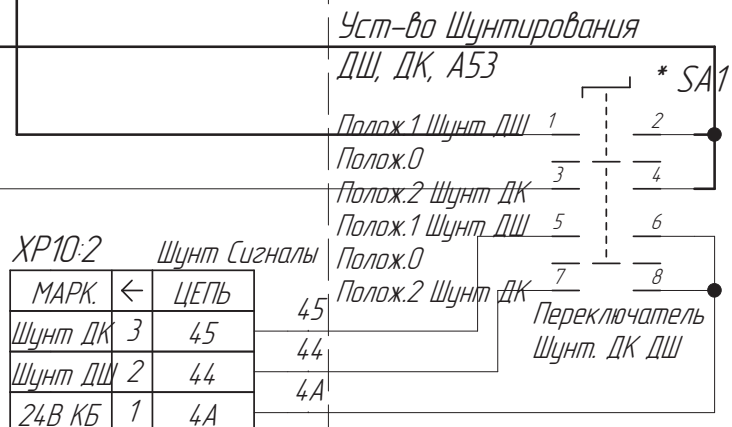 Уст-во Шунтирования
ДШ, ДК, А53
* SA1
Полож.1 Шунт ДШ 1 2
Полож.0
Полож.2 Шунт ДК 3 4
Полож.1 Шунт ДШ 5 6
Полож.0
Полож.2 Шунт ДК 7 8
Переключатель
Шунт. ДК ДШ
XP10:2 Шунт Сигналы
МАРК. ← ЦЕПЬ
Шунт ДК 3 45 45
Шунт ДШ 2 44 44
24В КБ 1 4А 4А